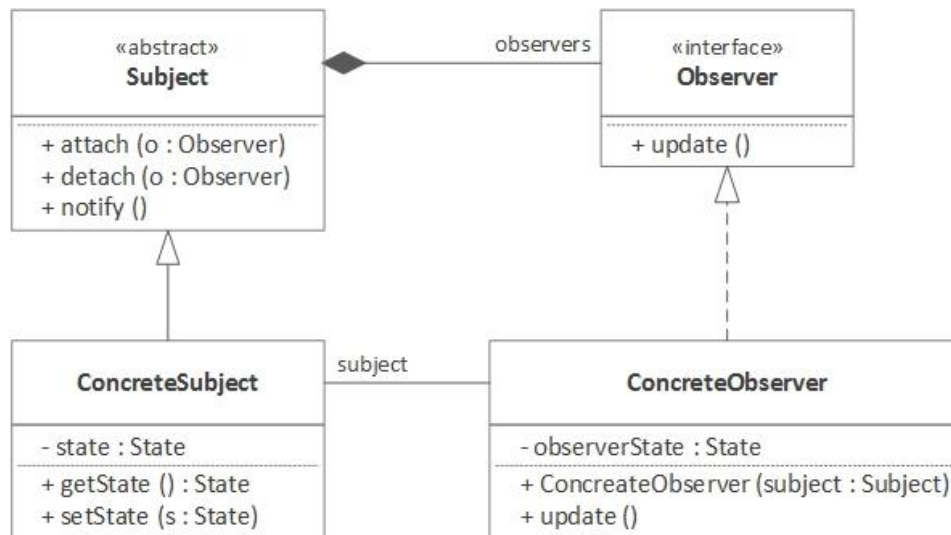 «abstract»
Subject
+ attach (o : Observer)
+ detach (o : Observer)
+ notify ()
observers
«interface»
Observer
+ update ()
ConcreteSubject
- state : State
+ getState () : State
+ setState (s : State)
subject
ConcreteObserver
- observerState : State
+ ConcreateObserver (subject : Subject)
+ update ()